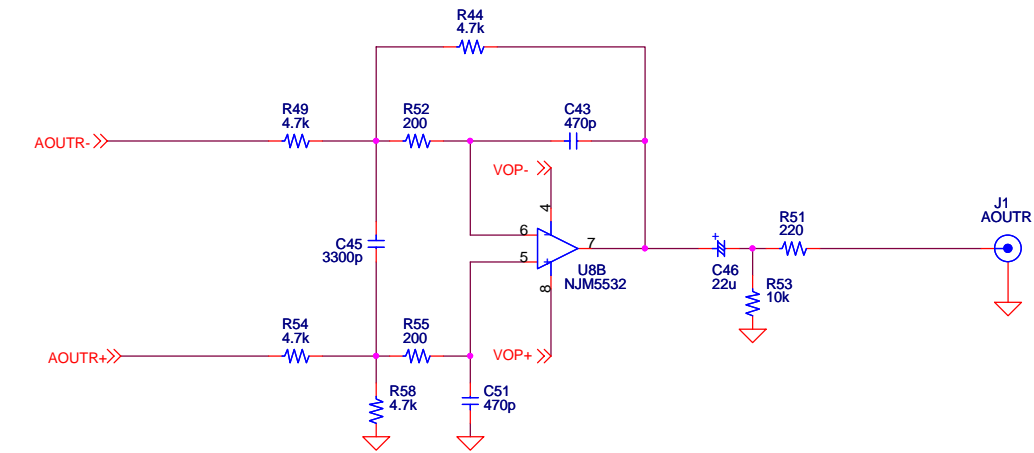 R44
4.7k
R49
4.7k
R52
200
C43
470p
AOUTR-
VOP-
4
6
7
5
8
C45
3300p
U8B
NJM5532
C46
22u
+
R51
220
J1
AOUTR
R53
10k
R54
4.7k
R55
200
AOUTR+
VOP+
R58
4.7k
C51
470p